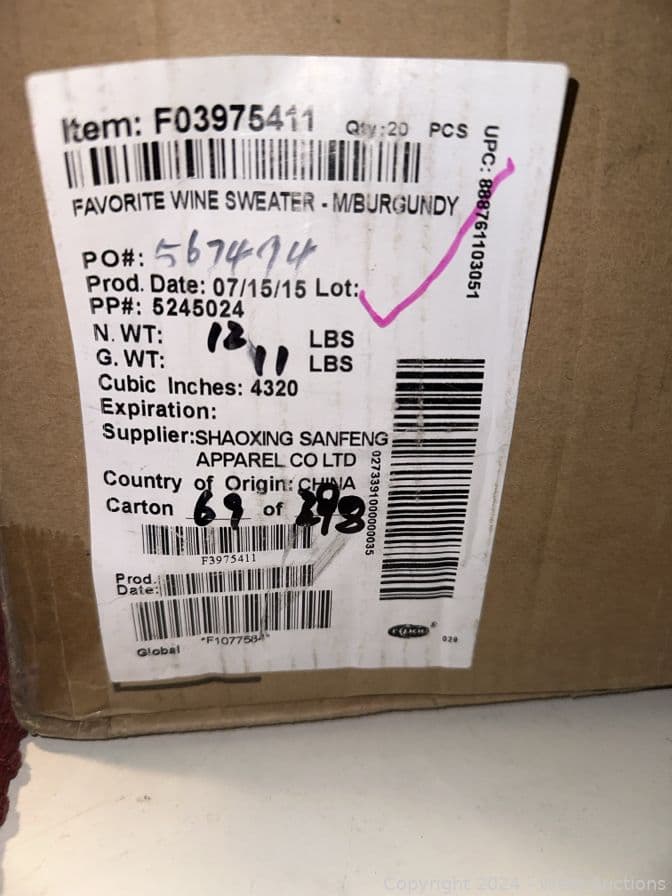 Item: F03975411 Qty:20 PCS
FAVORITE WINE SWEATER - M/BURGUNDY
UPC: 888761103051
PO#: 567474
Prod. Date: 07/15/15 Lot:
PP#: 5245024
N. WT: 12 LBS
G. WT: 11 LBS
Cubic Inches: 4320
Expiration:
Supplier:SHAOXING SANFENG
APPAREL CO LTD
Country of Origin: CHINA
Carton 69 of 298
0273391000000035
F3975411
Prod.
Date:
*F1077584*
Global
029
Copyright 2024 -